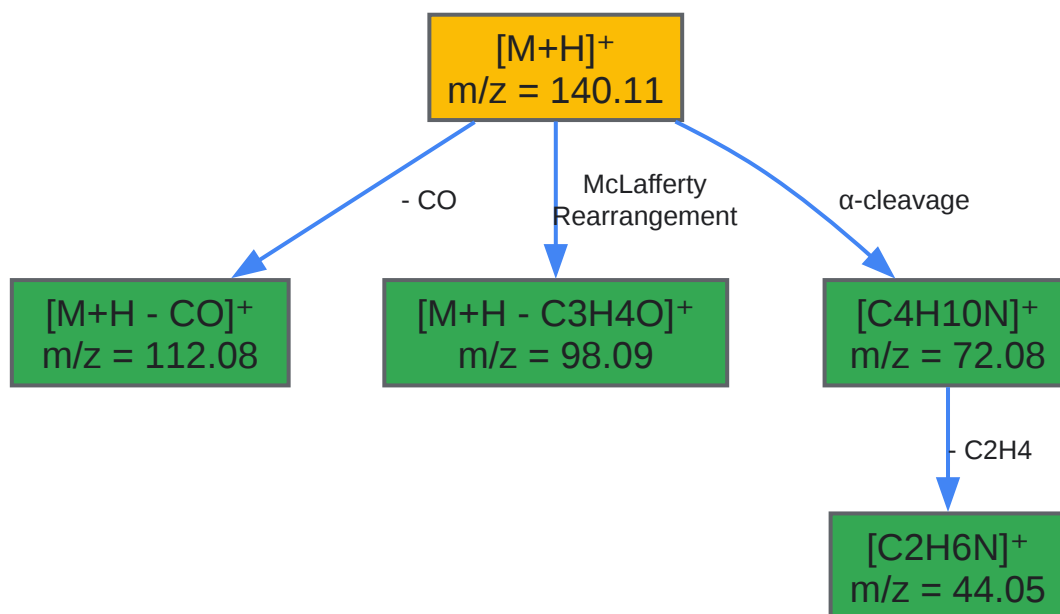 [M+H]⁺
m/z = 140.11
- CO
McLafferty
Rearrangement
α-cleavage
[M+H - CO]⁺
m/z = 112.08
[M+H - C3H4O]⁺
m/z = 98.09
[C4H10N]⁺
m/z = 72.08
- C2H4
[C2H6N]⁺
m/z = 44.05